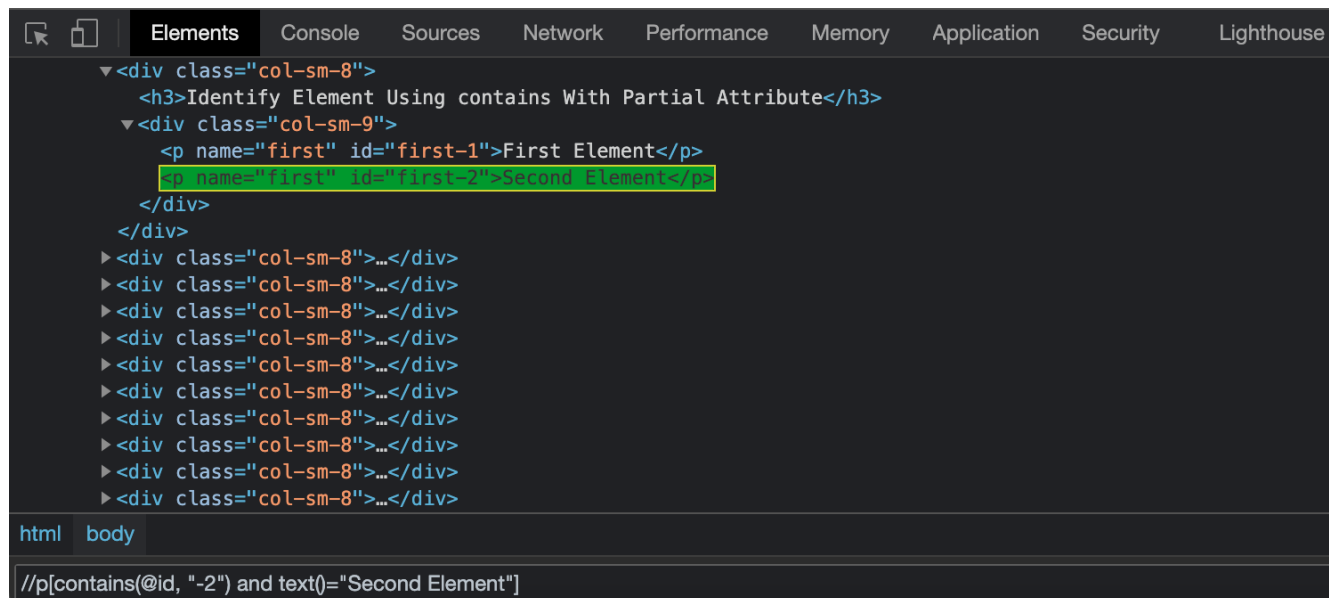 Elements Console Sources Network Performance Memory Application Security Lighthouse
<div class="col-sm-8">
<h3>Identify Element Using contains With Partial Attribute</h3>
<div class="col-sm-9">
<p name="first" id="first-1">First Element</p>
<p name="first" id="first-2">Second Element</p>
</div>
</div>
<div class="col-sm-8">…</div>
<div class="col-sm-8">…</div>
<div class="col-sm-8">…</div>
<div class="col-sm-8">…</div>
<div class="col-sm-8">…</div>
<div class="col-sm-8">…</div>
<div class="col-sm-8">…</div>
<div class="col-sm-8">…</div>
<div class="col-sm-8">…</div>
<div class="col-sm-8">…</div>
html body
//p[contains(@id, "-2") and text()="Second Element"]